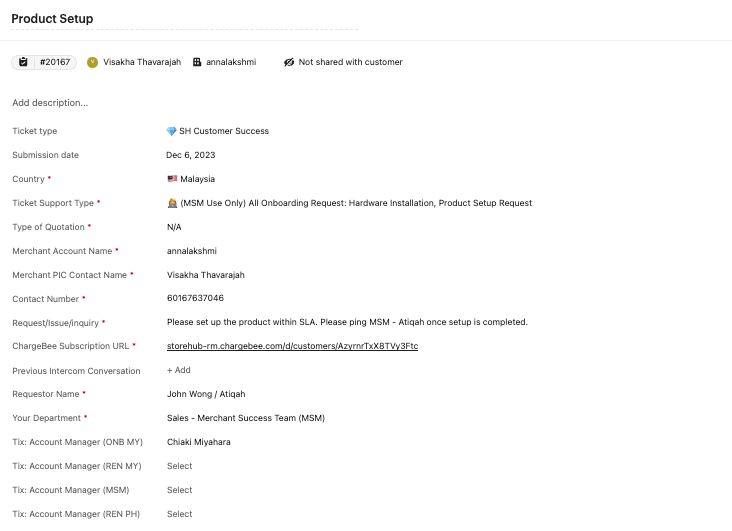 Product Setup
#20167 V Visakha Thavarajah annalakshmi Not shared with customer
Add description...
Ticket type 💎 SH Customer Success
Submission date Dec 6, 2023
Country * 🇲🇾 Malaysia
Ticket Support Type * (MSM Use Only) All Onboarding Request: Hardware Installation, Product Setup Request
Type of Quotation * N/A
Merchant Account Name * annalakshmi
Merchant PIC Contact Name * Visakha Thavarajah
Contact Number * 60167637046
Request/Issue/inquiry * Please set up the product within SLA. Please ping MSM - Atiqah once setup is completed.
ChargeBee Subscription URL * storehub-rm.chargebee.com/d/customers/AzyrnrTxX8TVy3Ftc
Previous Intercom Conversation + Add
Requestor Name * John Wong / Atiqah
Your Department * Sales - Merchant Success Team (MSM)
Tix: Account Manager (ONB MY) Chiaki Miyahara
Tix: Account Manager (REN MY) Select
Tix: Account Manager (MSM) Select
Tix: Account Manager (REN PH) Select